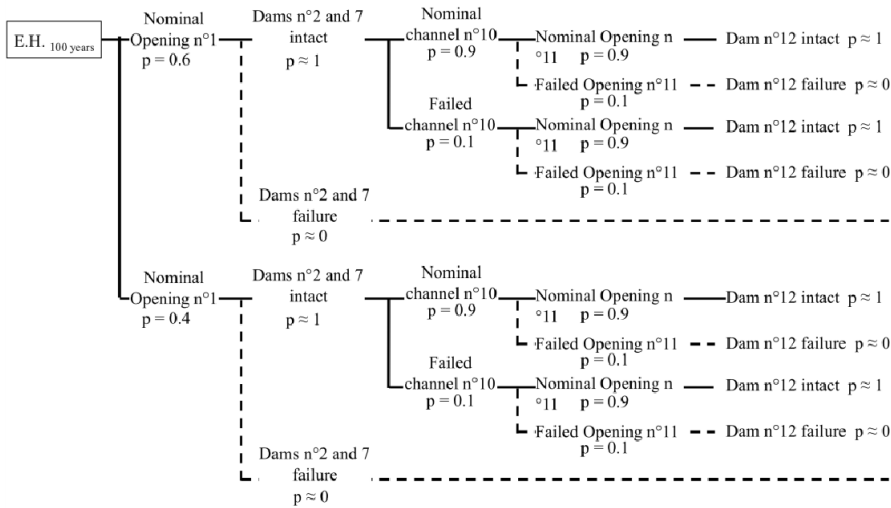 E.H. 100 years
Nominal
Opening n°1
p = 0.6
Dams n°2 and 7
intact
p ≈ 1
Nominal
channel n°10
p = 0.9
Nominal Opening n
°11 p = 0.9
Dam n°12 intact p ≈ 1
Failed Opening n°11
p = 0.1
Dam n°12 failure p ≈ 0
Failed
channel n°10
p = 0.1
Nominal Opening n
°11 p = 0.9
Dam n°12 intact p ≈ 1
Failed Opening n°11
p = 0.1
Dam n°12 failure p ≈ 0
Dams n°2 and 7
failure
p ≈ 0
Nominal
Opening n°1
p = 0.4
Dams n°2 and 7
intact
p ≈ 1
Nominal
channel n°10
p = 0.9
Nominal Opening n
°11 p = 0.9
Dam n°12 intact p ≈ 1
Failed Opening n°11
p = 0.1
Dam n°12 failure p ≈ 0
Failed
channel n°10
p = 0.1
Nominal Opening n
°11 p = 0.9
Dam n°12 intact p ≈ 1
Failed Opening n°11
p = 0.1
Dam n°12 failure p ≈ 0
Dams n°2 and 7
failure
p ≈ 0